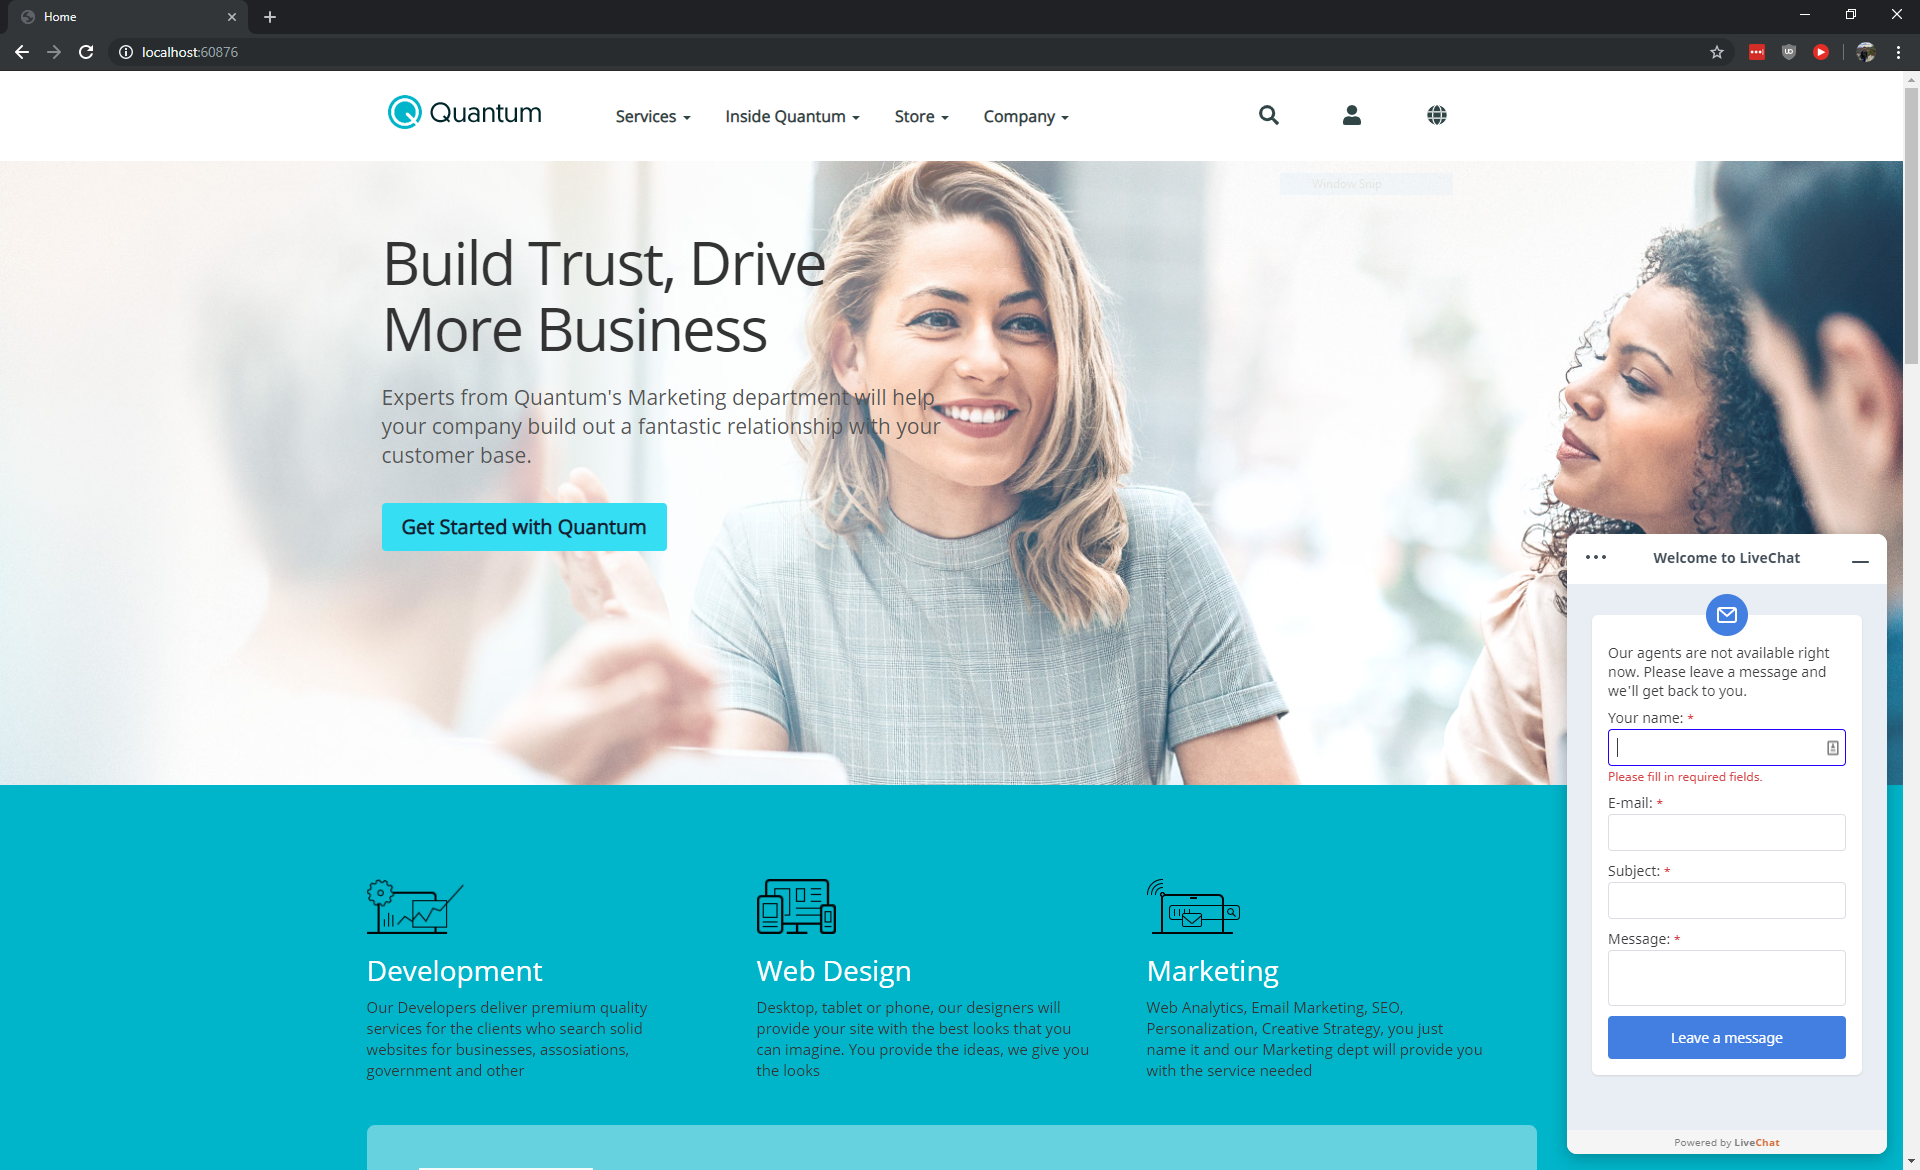 Home
localhost:60876
Quantum
Services
Inside Quantum
Store
Company
Window Snip
Build Trust, Drive
More Business
Experts from Quantum's Marketing department will help
your company build out a fantastic relationship with your
customer base.
Get Started with Quantum
Development
Our Developers deliver premium quality
services for the clients who search solid
websites for businesses, assosiations,
government and other
Web Design
Desktop, tablet or phone, our designers will
provide your site with the best looks that you
can imagine. You provide the ideas, we give you
the looks
Marketing
Web Analytics, Email Marketing, SEO,
Personalization, Creative Strategy, you just
name it and our Marketing dept will provide you
with the service needed
Welcome to LiveChat
Our agents are not available right
now. Please leave a message and
we'll get back to you.
Your name: *
Please fill in required fields.
E-mail: *
Subject: *
Message: *
Leave a message
Powered by LiveChat